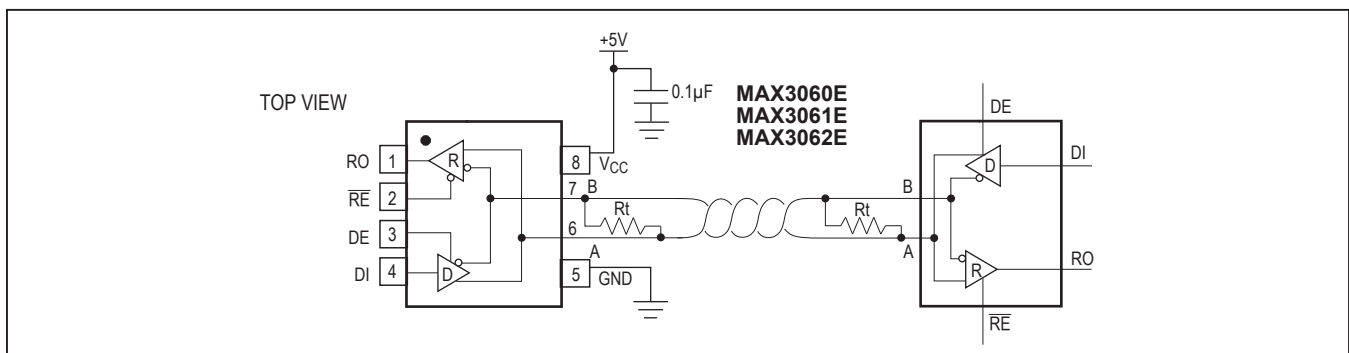 +5V
0.1µF
MAX3060E
MAX3061E
MAX3062E
TOP VIEW
DE
RO 1
R
8 VCC
D
DI
RE 2
7 B
B
Rt
Rt
DE 3
6
A
A
DI 4
D
5 GND
R
RO
RE